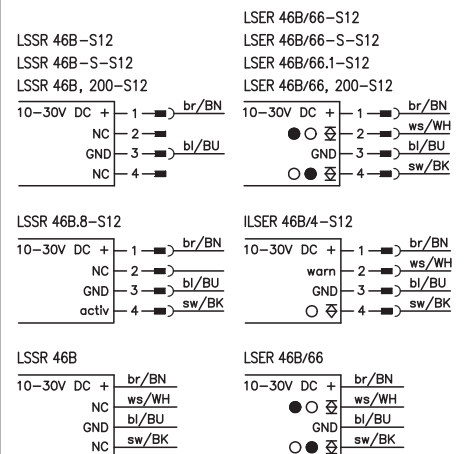 LSSR 46B-S12
LSSR 46B-S-S12
LSSR 46B, 200-S12
10-30V DC + 1 br/BN
NC 2
GND 3 bl/BU
NC 4
LSER 46B/66-S12
LSER 46B/66-S-S12
LSER 46B/66.1-S12
LSER 46B/66, 200-S12
10-30V DC + 1 br/BN
2 ws/WH
GND 3 bl/BU
4 sw/BK
LSSR 46B.8-S12
10-30V DC + 1 br/BN
NC 2
GND 3 bl/BU
activ 4 sw/BK
ILSER 46B/4-S12
10-30V DC + 1 br/BN
warn 2 ws/WH
GND 3 bl/BU
4 sw/BK
LSSR 46B
10-30V DC + br/BN
NC ws/WH
GND bl/BU
NC sw/BK
LSER 46B/66
10-30V DC + br/BN
ws/WH
GND bl/BU
sw/BK